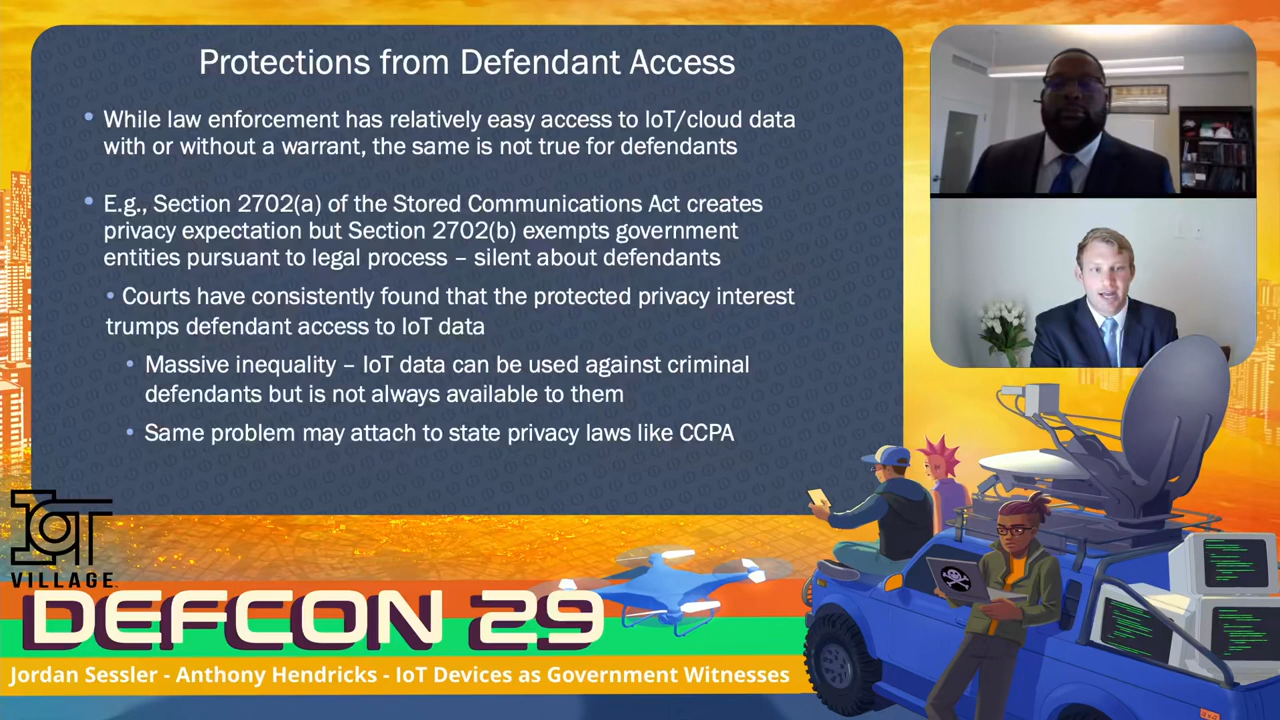 Protections from Defendant Access
• While law enforcement has relatively easy access to IoT/cloud data
with or without a warrant, the same is not true for defendants
• E.g., Section 2702(a) of the Stored Communications Act creates
privacy expectation but Section 2702(b) exempts government
entities pursuant to legal process – silent about defendants
• Courts have consistently found that the protected privacy interest
trumps defendant access to IoT data
• Massive inequality – IoT data can be used against criminal
defendants but is not always available to them
• Same problem may attach to state privacy laws like CCPA
IOT
VILLAGE
DEFCON 29
Jordan Sessler - Anthony Hendricks - IoT Devices as Government Witnesses